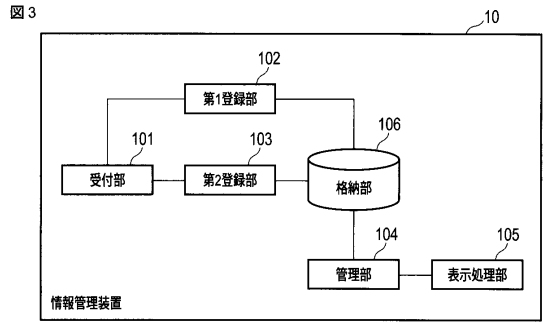 図3
10
102
第1登録部
106
101
103
受付部
第2登録部
格納部
104
105
管理部
表示処理部
情報管理装置